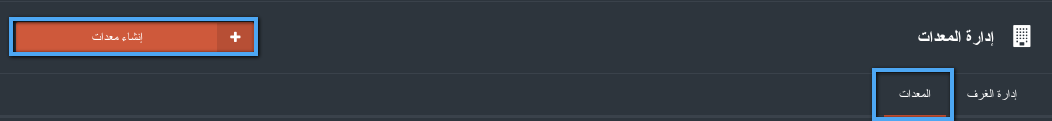 إدارة المعدات
إنشاء معدات
إدارة الغرف
المعدات